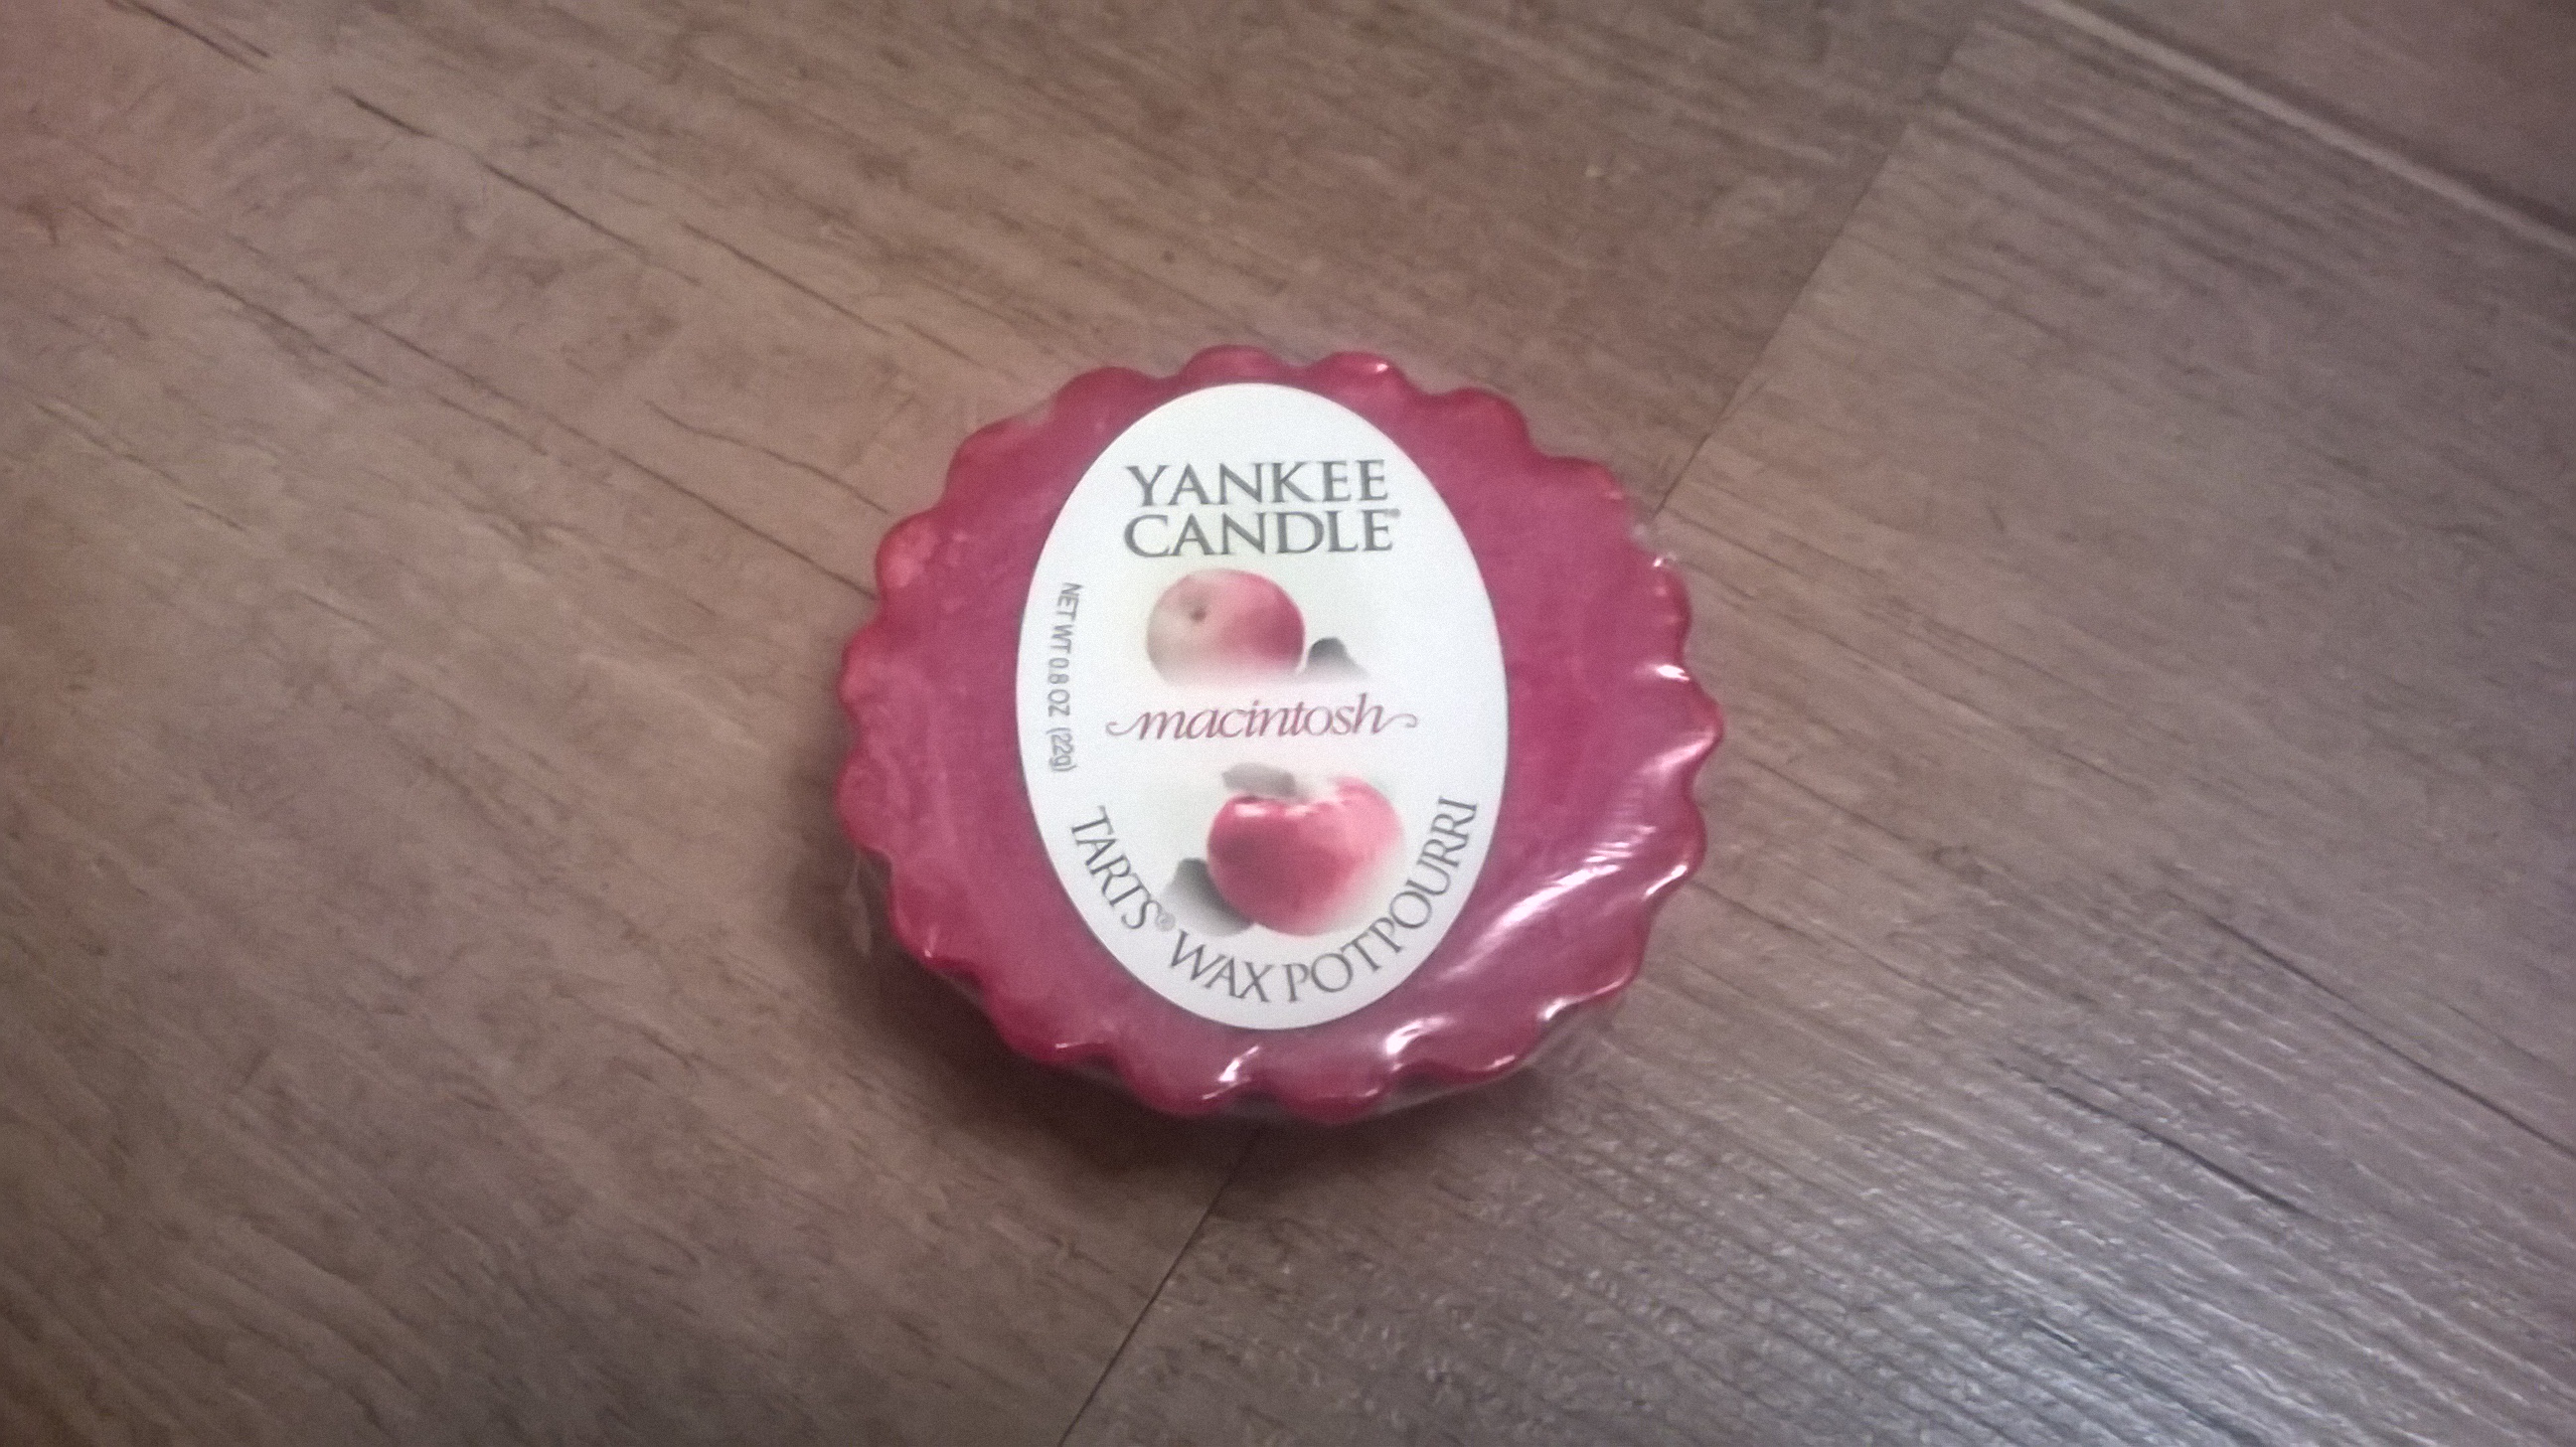 YANKEE
CANDLE®
NET WT 0.8 OZ (22g)
macintosh
TARTS® WAX POTPOURRI